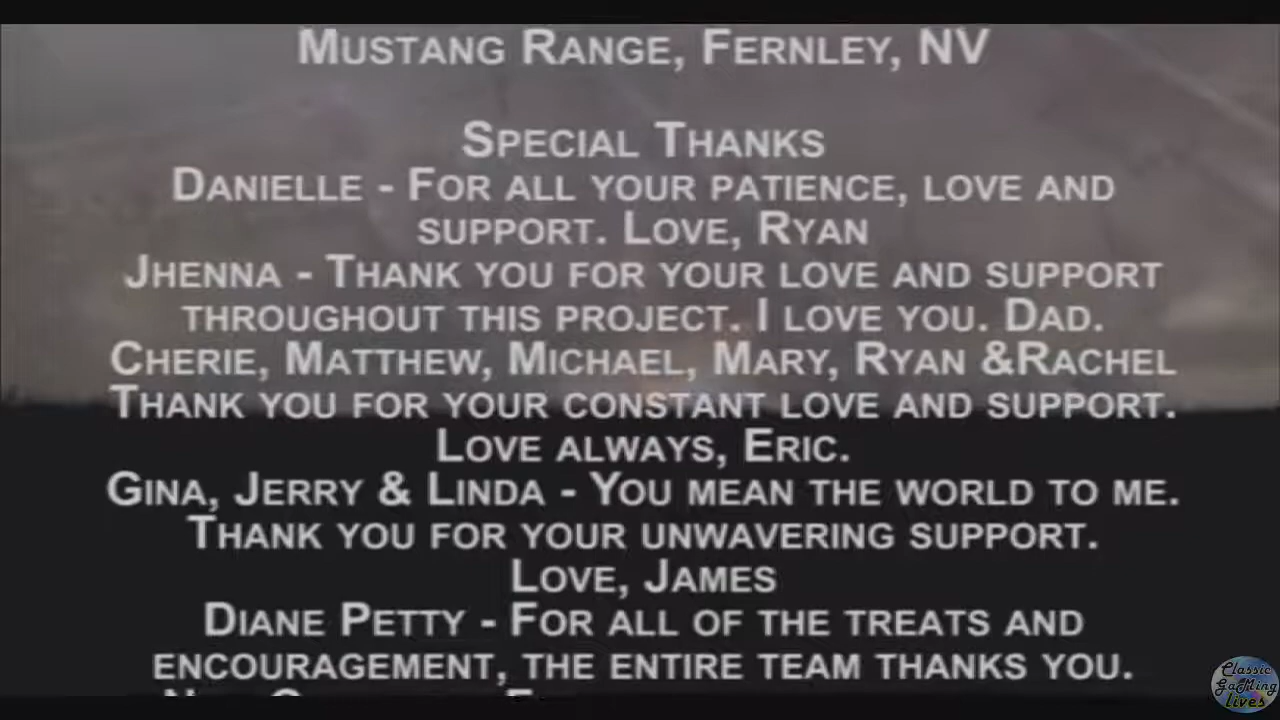 MUSTANG RANGE, FERNLEY, NV
SPECIAL THANKS
DANIELLE - FOR ALL YOUR PATIENCE, LOVE AND
SUPPORT. LOVE, RYAN
JHENNA - THANK YOU FOR YOUR LOVE AND SUPPORT
THROUGHOUT THIS PROJECT. I LOVE YOU. DAD.
CHERIE, MATTHEW, MICHAEL, MARY, RYAN &RACHEL
THANK YOU FOR YOUR CONSTANT LOVE AND SUPPORT.
LOVE ALWAYS, ERIC.
GINA, JERRY & LINDA - YOU MEAN THE WORLD TO ME.
THANK YOU FOR YOUR UNWAVERING SUPPORT.
LOVE, JAMES
DIANE PETTY - FOR ALL OF THE TREATS AND
ENCOURAGEMENT, THE ENTIRE TEAM THANKS YOU.
Classic
GaMing
Lives